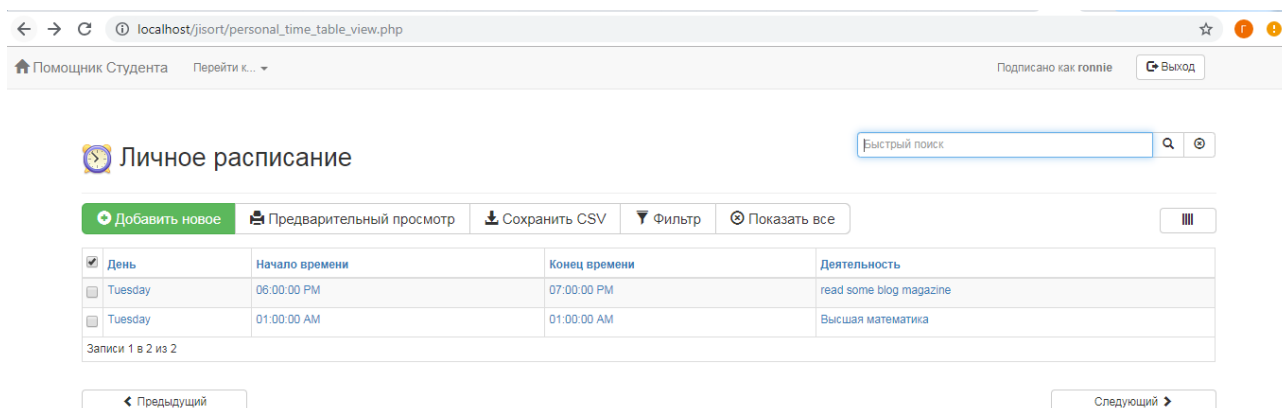 localhost/jisort/personal_time_table_view.php
Г
Помощник Студента Перейти к... Подписано как ronnie Выход
Личное расписание
Быстрый поиск
Добавить новое Предварительный просмотр Сохранить CSV Фильтр Показать все
День Начало времени Конец времени Деятельность
Tuesday 06:00:00 PM 07:00:00 PM read some blog magazine
Tuesday 01:00:00 AM 01:00:00 AM Высшая математика
Записи 1 в 2 из 2
Предыдущий Следующий